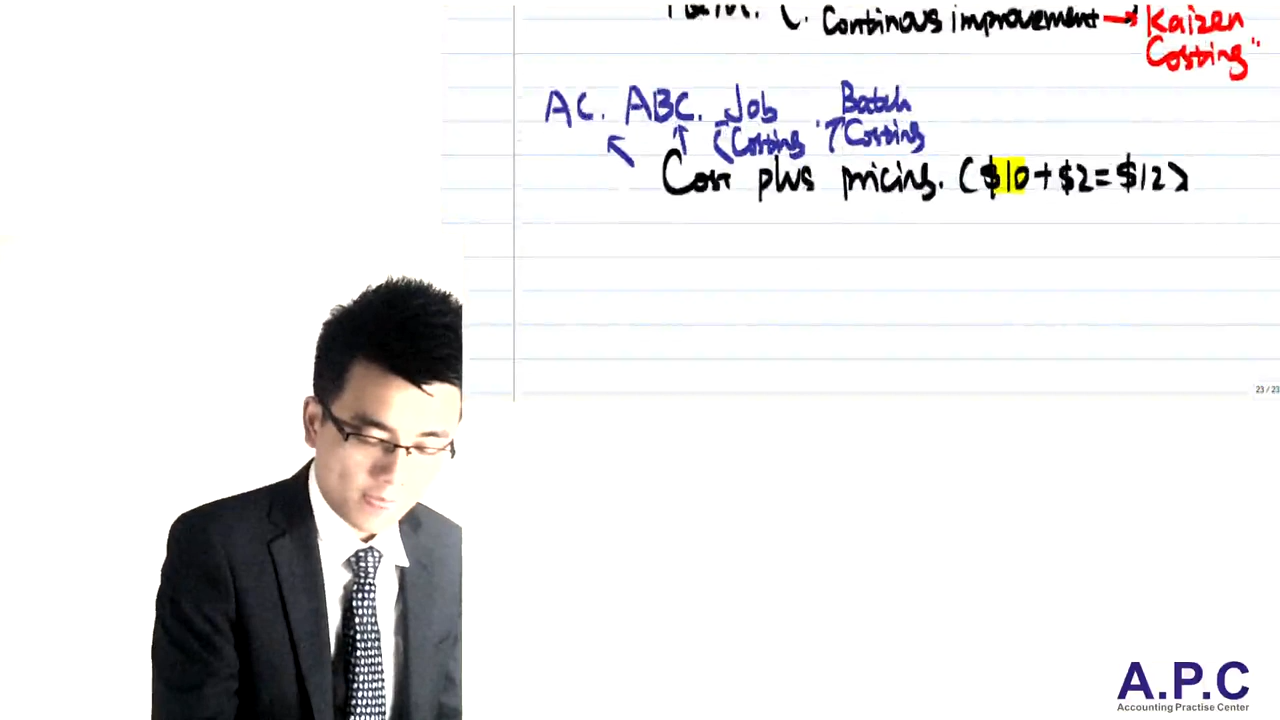 Continous improvement → Kaizen
Costing"
AC. ABC. Job Batch
Costing Costing
Cost plus pricing. ($10+$2=$12)
23 / 23
A.P.C
Accounting Practise Center